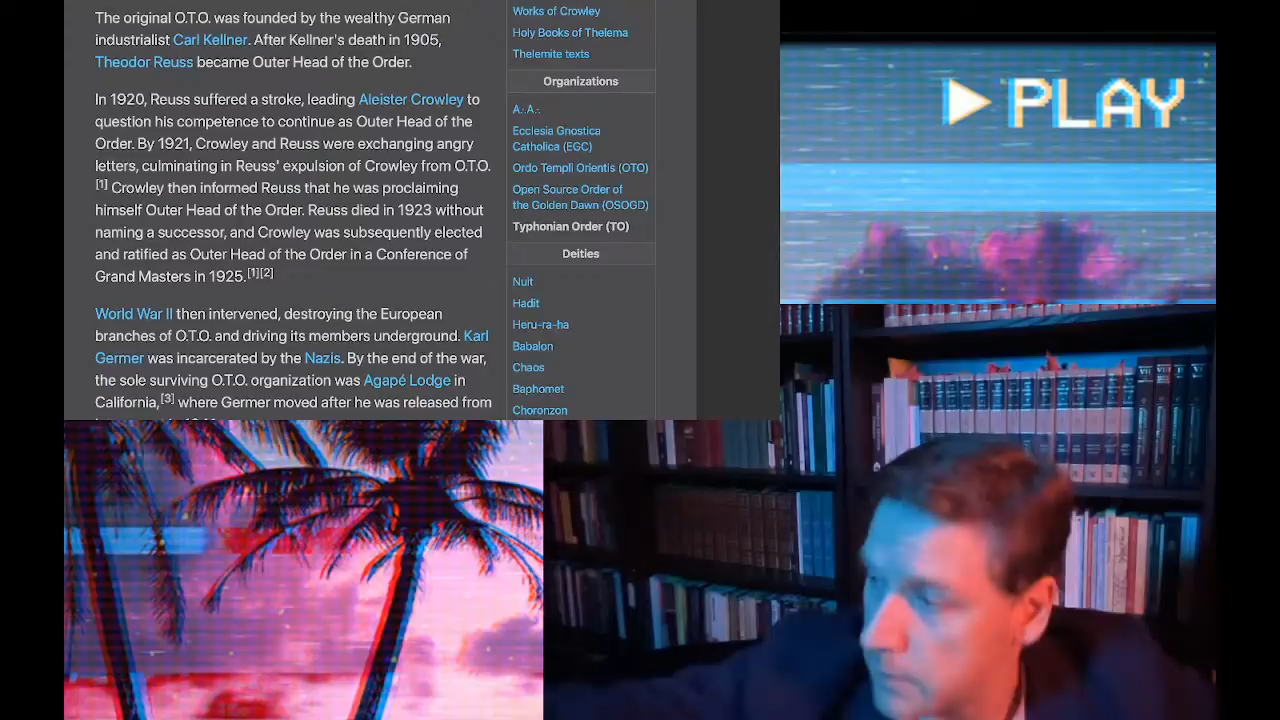 The original O.T.O. was founded by the wealthy German
industrialist Carl Kellner. After Kellner's death in 1905,
Theodor Reuss became Outer Head of the Order.
In 1920, Reuss suffered a stroke, leading Aleister Crowley to
question his competence to continue as Outer Head of the
Order. By 1921, Crowley and Reuss were exchanging angry
letters, culminating in Reuss' expulsion of Crowley from O.T.O.
[1] Crowley then informed Reuss that he was proclaiming
himself Outer Head of the Order. Reuss died in 1923 without
naming a successor, and Crowley was subsequently elected
and ratified as Outer Head of the Order in a Conference of
Grand Masters in 1925.[1][2]
World War II then intervened, destroying the European
branches of O.T.O. and driving its members underground. Karl
Germer was incarcerated by the Nazis. By the end of the war,
the sole surviving O.T.O. organization was Agapé Lodge in
California,[3] where Germer moved after he was released from
Works of Crowley
Holy Books of Thelema
Thelemite texts
Organizations
A∴A∴
Ecclesia Gnostica
Catholica (EGC)
Ordo Templi Orientis (OTO)
Open Source Order of
the Golden Dawn (OSOGD)
Typhonian Order (TO)
Deities
Nuit
Hadit
Heru-ra-ha
Babalon
Chaos
Baphomet
Choronzon
PLAY